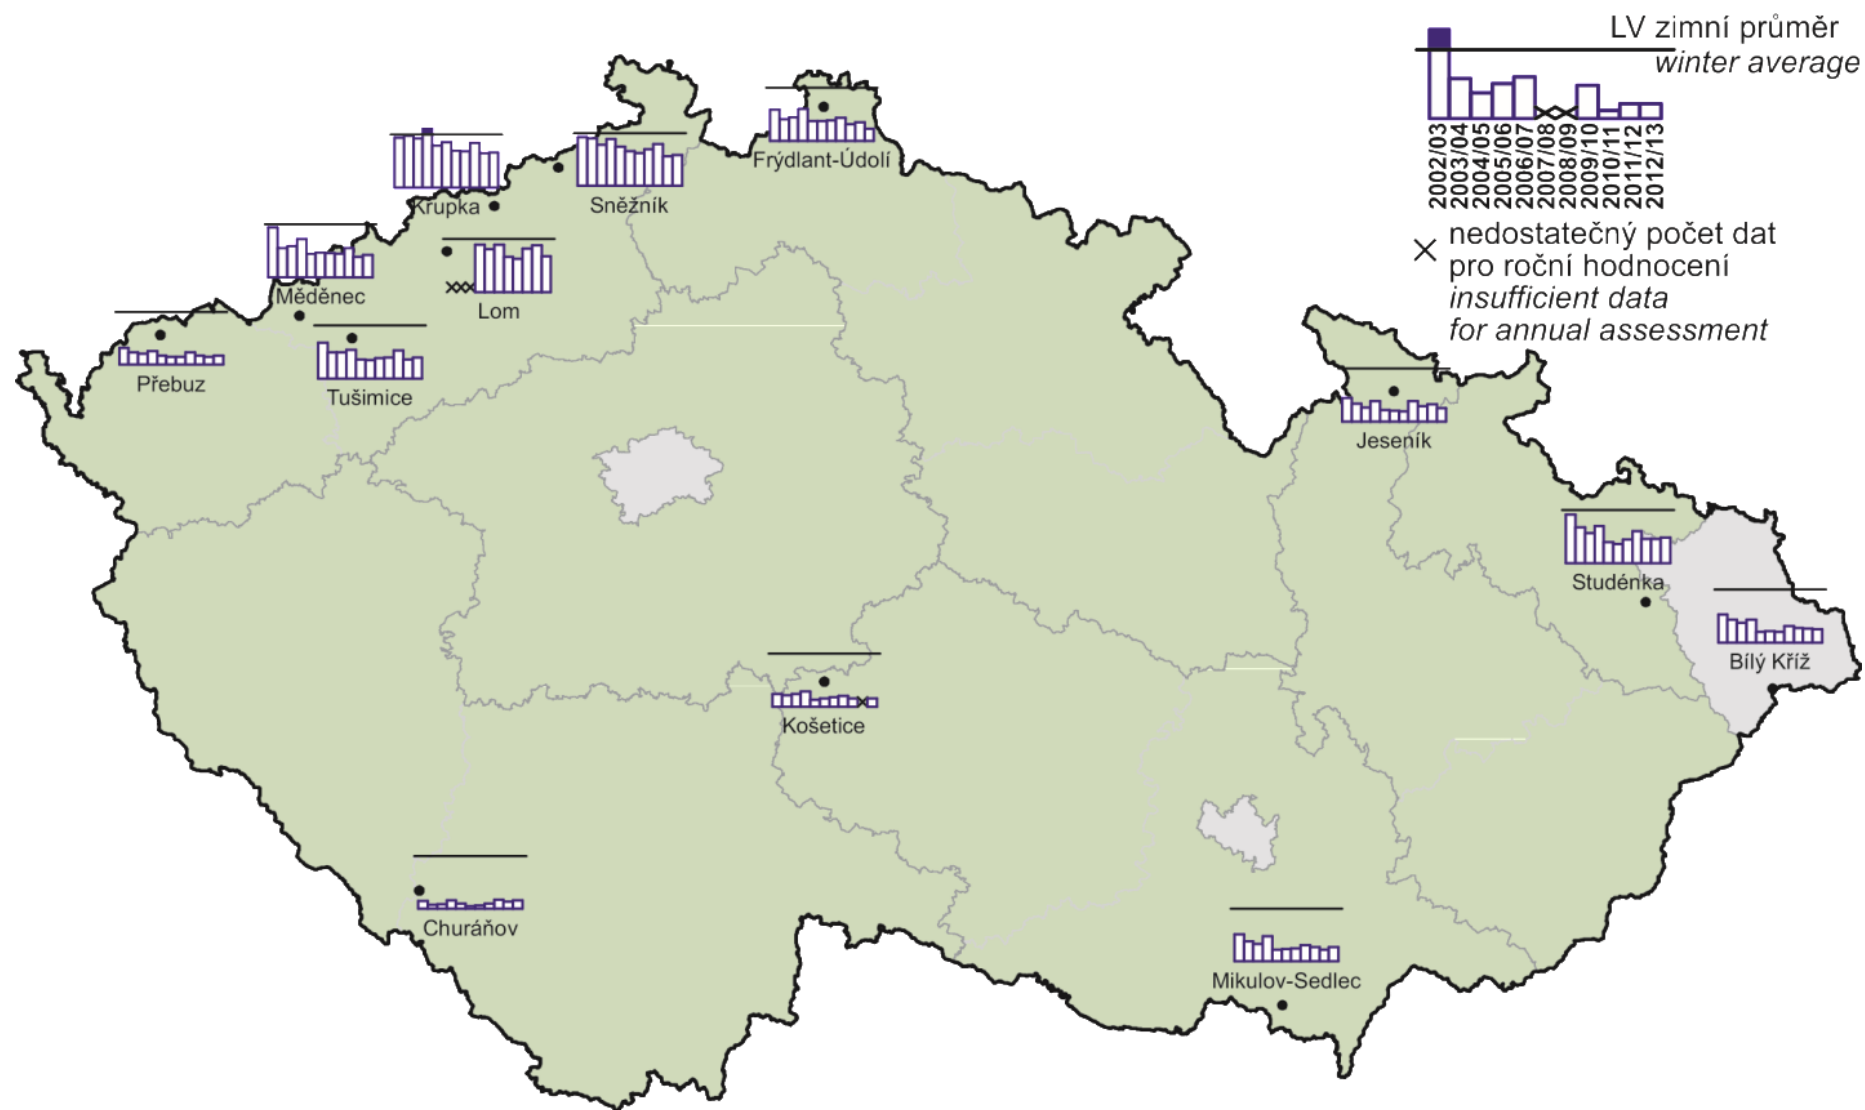 LV zimní průměr
winter average
2002/03
2003/04
2004/05
2005/06
2006/07
2007/08
2008/09
2009/10
2010/11
2011/12
2012/13
nedostatečný počet dat
pro roční hodnocení
insufficient data
for annual assessment
Frýdlant-Údolí
Krupka
Sněžník
Měděnec
Lom
Přebuz
Tušimice
Jeseník
Studénka
Bílý Kříž
Košetice
Churáňov
Mikulov-Sedlec